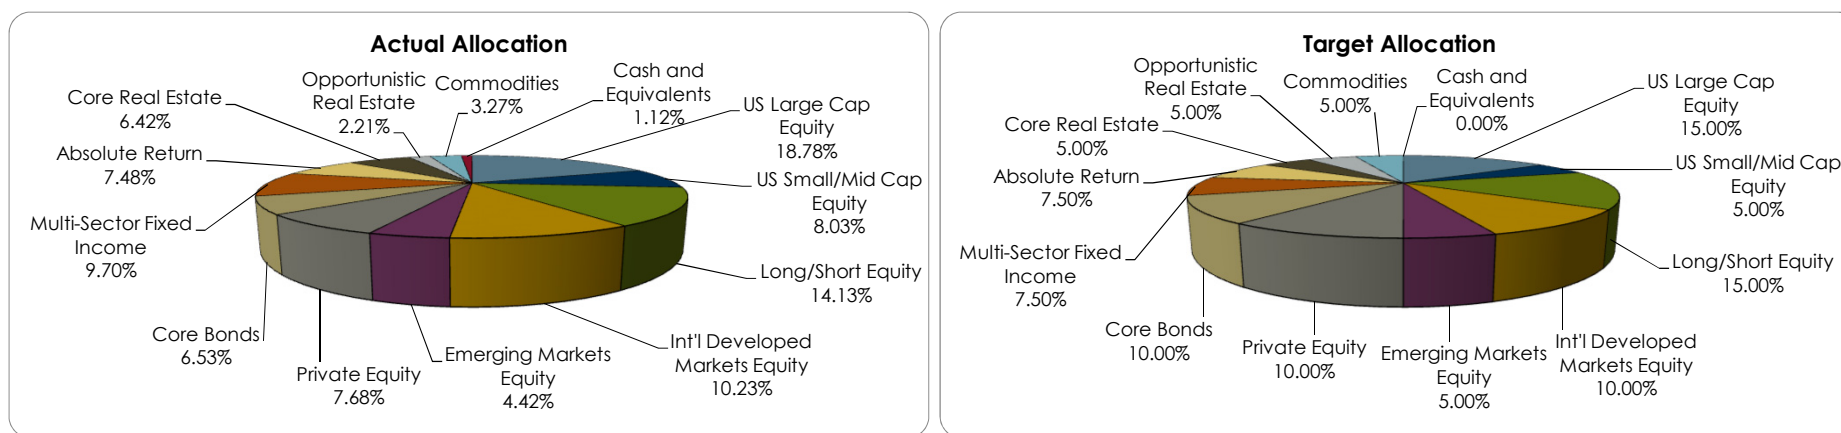 Actual Allocation
Cash and
Equivalents
1.12%
US Large Cap
Equity
18.78%
US Small/Mid Cap
Equity
8.03%
Long/Short Equity
14.13%
Int'l Developed
Markets Equity
10.23%
Emerging Markets
Equity
4.42%
Private Equity
7.68%
Core Bonds
6.53%
Multi-Sector Fixed
Income
9.70%
Absolute Return
7.48%
Core Real Estate
6.42%
Opportunistic
Real Estate
2.21%
Commodities
3.27%
Target Allocation
Cash and
Equivalents
0.00%
US Large Cap
Equity
15.00%
US Small/Mid Cap
Equity
5.00%
Long/Short Equity
15.00%
Int'l Developed
Markets Equity
10.00%
Emerging Markets
Equity
5.00%
Private Equity
10.00%
Core Bonds
10.00%
Multi-Sector Fixed
Income
7.50%
Absolute Return
7.50%
Core Real Estate
5.00%
Opportunistic
Real Estate
5.00%
Commodities
5.00%